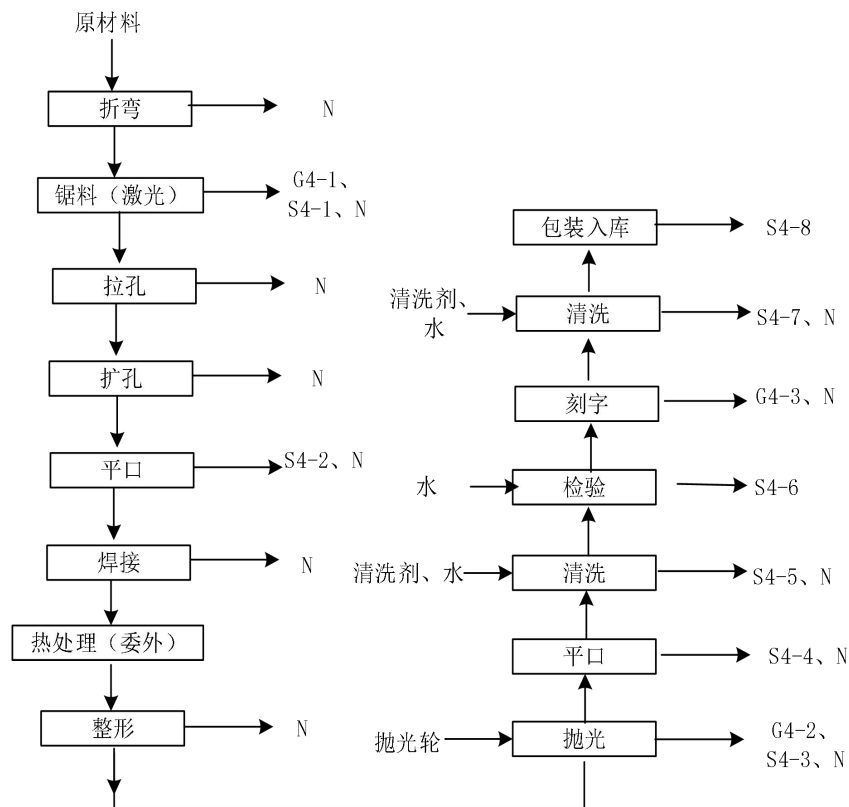 原材料
折弯
N
锯料（激光）
G4-1、
S4-1、N
拉孔
N
扩孔
N
平口
S4-2、N
焊接
N
热处理（委外）
整形
N
包装入库
S4-8
清洗剂、
水
清洗
S4-7、N
刻字
G4-3、N
水
检验
S4-6
清洗剂、水
清洗
S4-5、N
平口
S4-4、N
抛光轮
抛光
G4-2、
S4-3、N